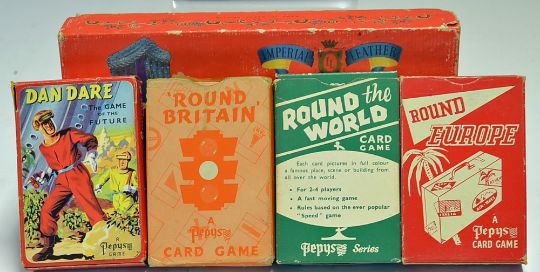 IMPERIAL LEATHER
DAN DARE
The GAME
OF THE
FUTURE
A
Pepys
GAME
'ROUND
BRITAIN'
A
Pepys
CARD GAME
ROUND the
WORLD
CARD
GAME
Each card pictures in full colour
a famous place, scene or building from
all over the world.
• For 2-4 players
• A fast moving game
• Rules based on the ever popular
"Speed" game
Pepys Series
ROUND
EUROPE
A
Pepys
CARD GAME